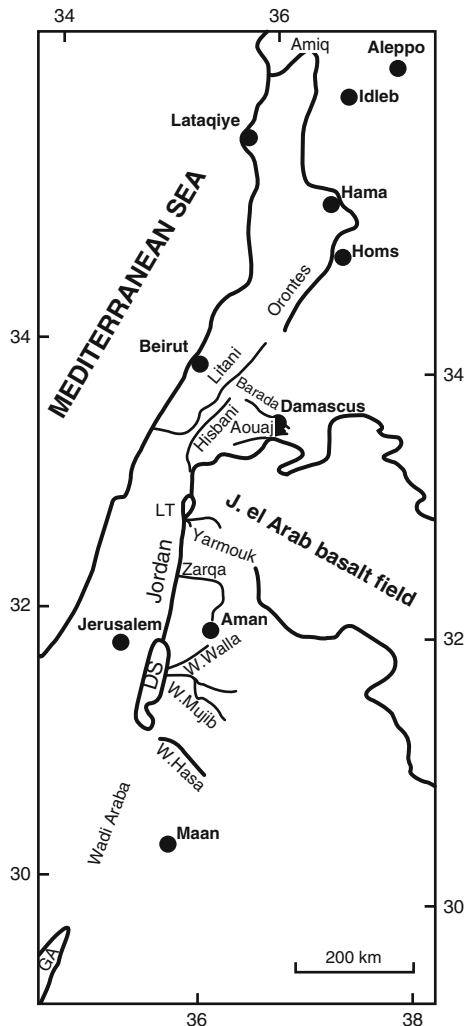 34
36
Amiq
Aleppo
Idleb
Lataqiye
Hama
Homs
MEDITERRANEAN SEA
Orontes
34
34
Beirut
Litani
Barada
Damascus
Hisbani
Aouaj
LT
J. el Arab basalt field
Yarmouk
Jordan
Zarqa
32
32
Jerusalem
Aman
W.Walla
DS
W.Mujib
W.Hasa
Wadi Araba
Maan
30
30
GA
200 km
36
38